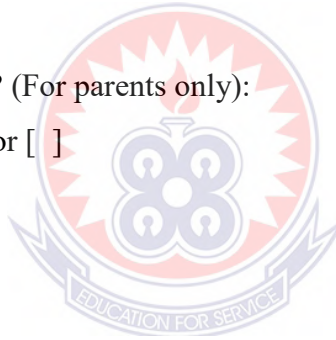 ? (For parents only):
or [ ]
EDUCATION FOR SERVICE